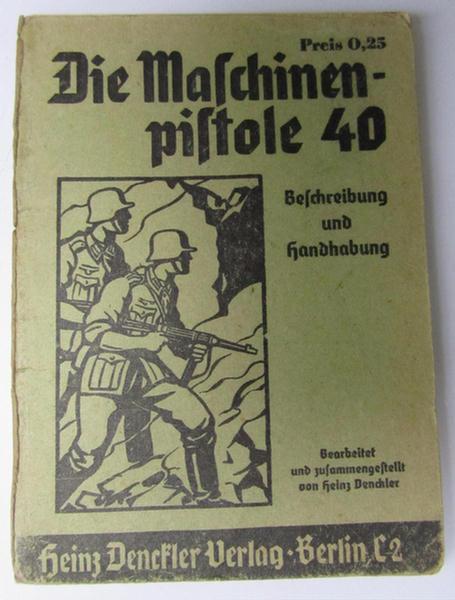 Preis 0,25
Die Maſchinen-
piſtole 40
Beſchreibung
und
Handhabung
Bearbeitet
und zuſammengeſtellt
von Heinz Denckler
Heinz Denckler Verlag · Berlin C2